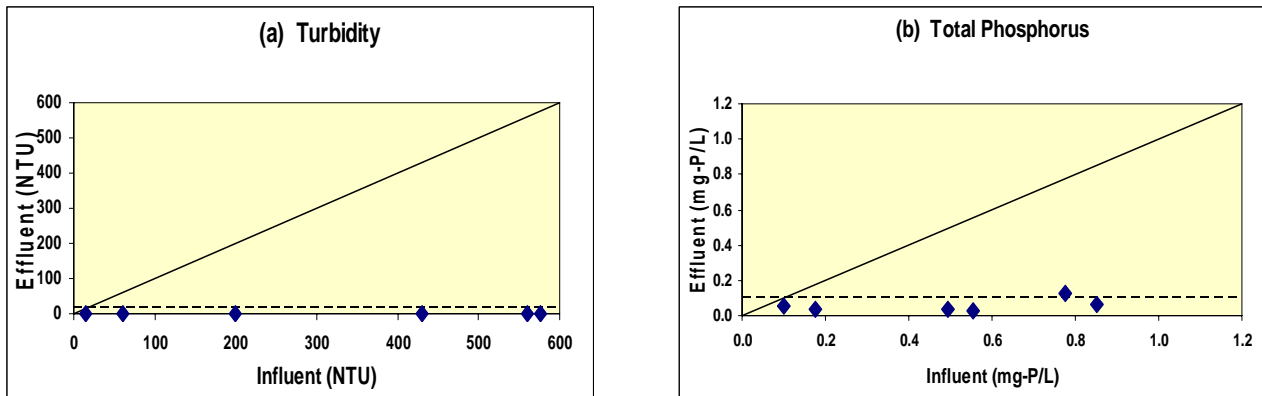 (a) Turbidity
600
500
400
300
200
100
0
Effluent (NTU)
0 100 200 300 400 500 600
Influent (NTU)
(b) Total Phosphorus
1.2
1.0
0.8
0.6
0.4
0.2
0.0
Effluent (mg-P/L)
0.0 0.2 0.4 0.6 0.8 1.0 1.2
Influent (mg-P/L)